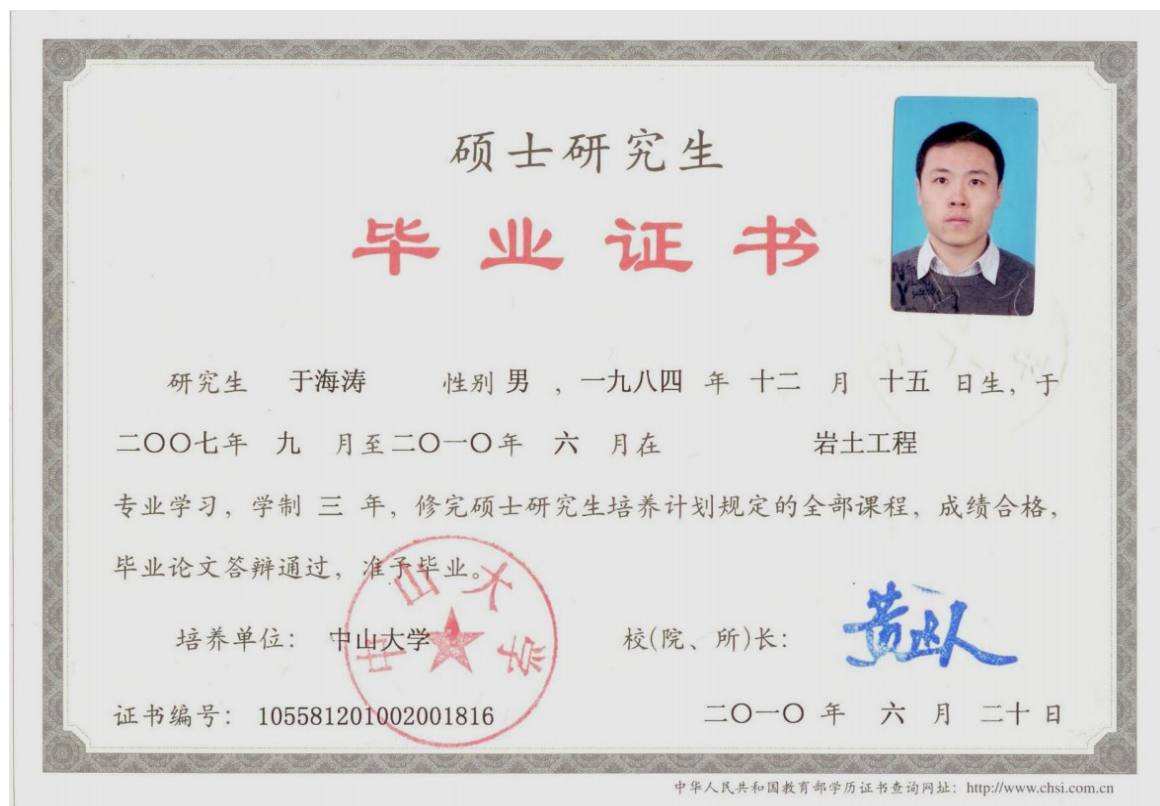 硕士研究生
毕业证书
研究生 于海涛 性别 男 ，一九八四 年 十二 月 十五 日生，于
二〇〇七年 九 月至二〇一〇年 六 月在 岩土工程
专业学习，学制 三 年，修完硕士研究生培养计划规定的全部课程，成绩合格，
毕业论文答辩通过，准予毕业。
中山大学
培养单位： 中山大学 校(院、所)长：
证书编号： 105581201002001816 二〇一〇 年 六 月 二十 日
中华人民共和国教育部学历证书查询网址：http://www.chsi.com.cn